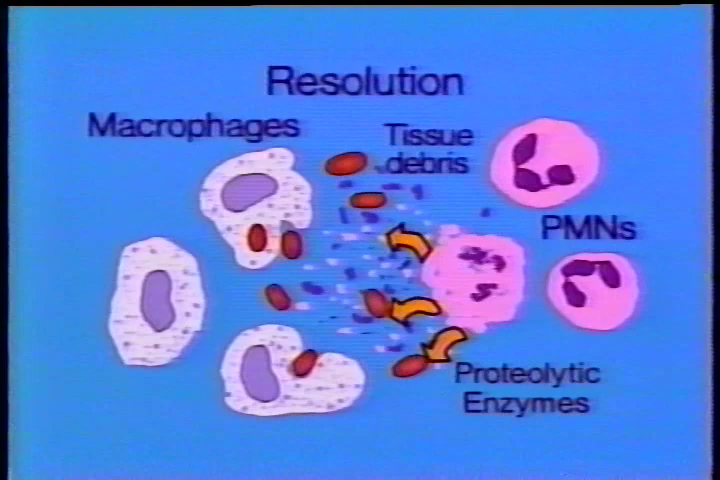 Resolution
Macrophages
Tissue
debris
PMNs
Proteolytic
Enzymes